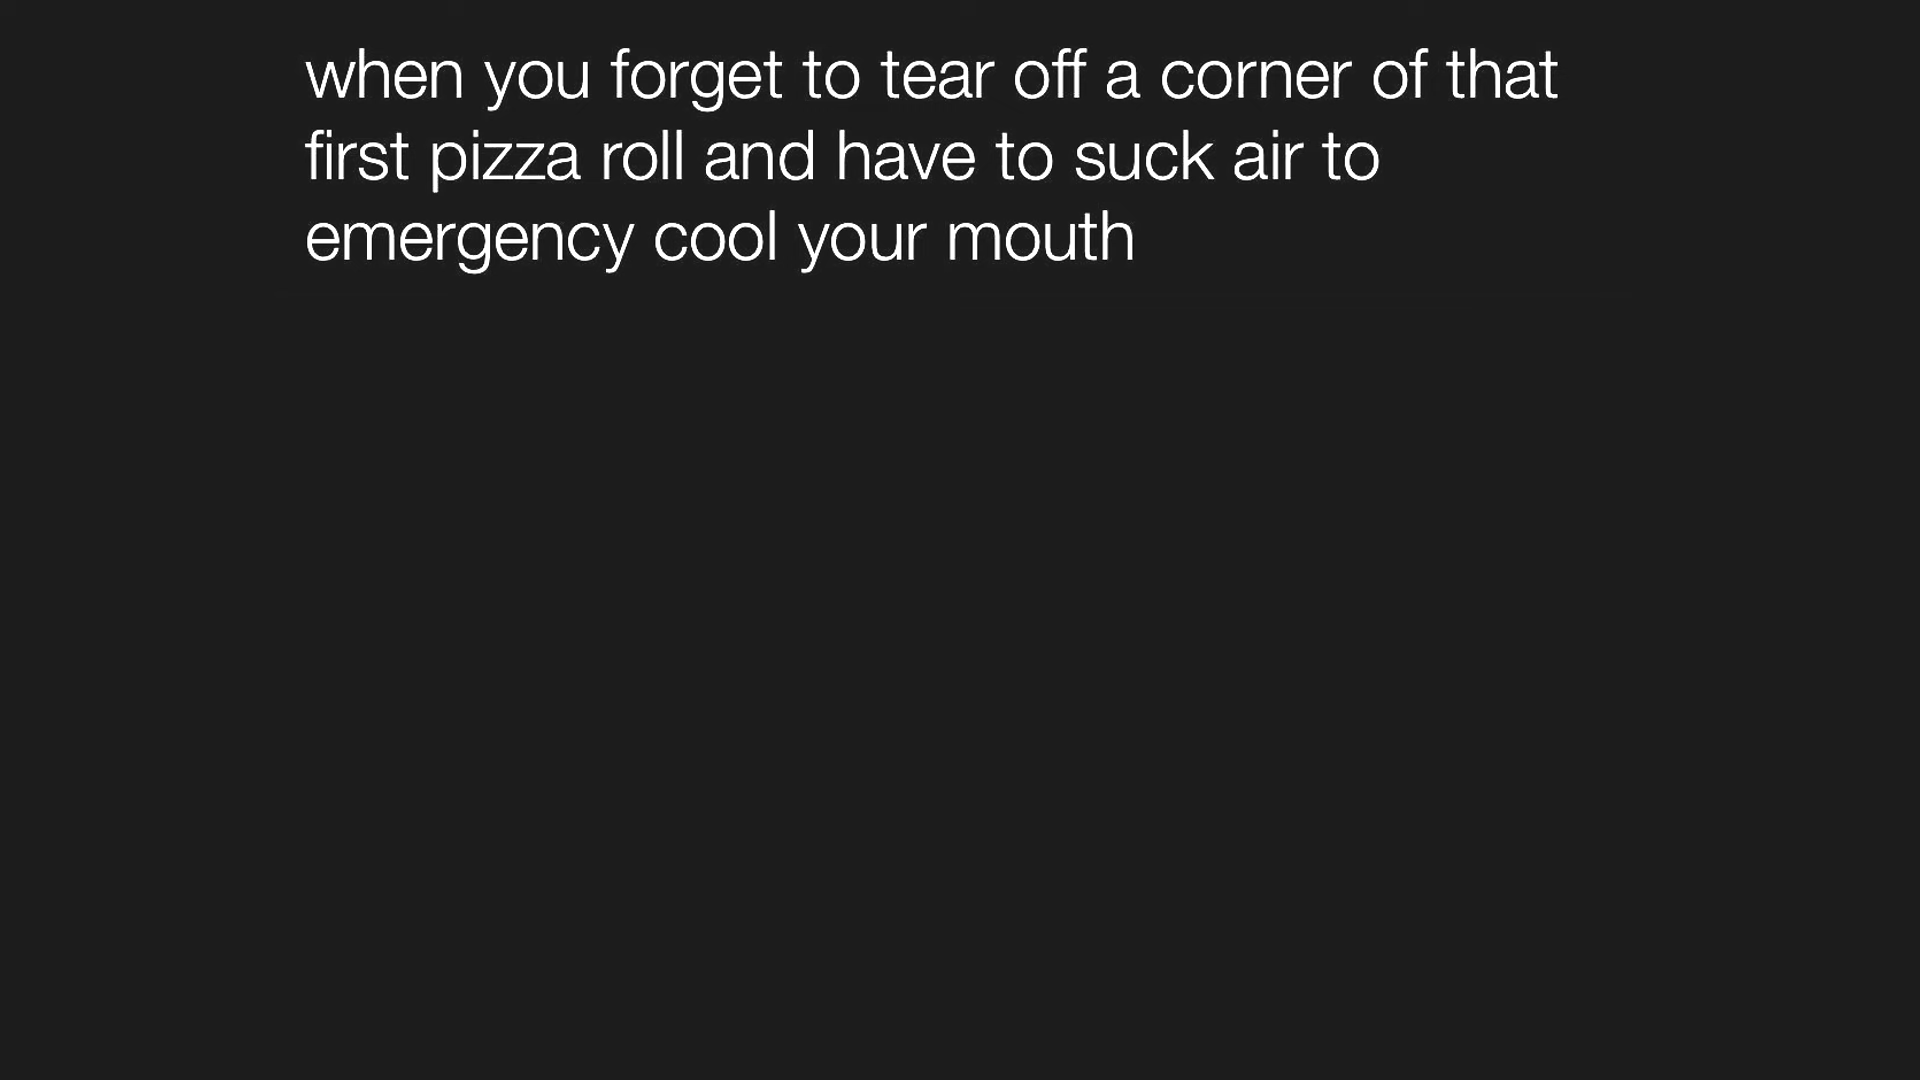 when you forget to tear off a corner of that
first pizza roll and have to suck air to
emergency cool your mouth